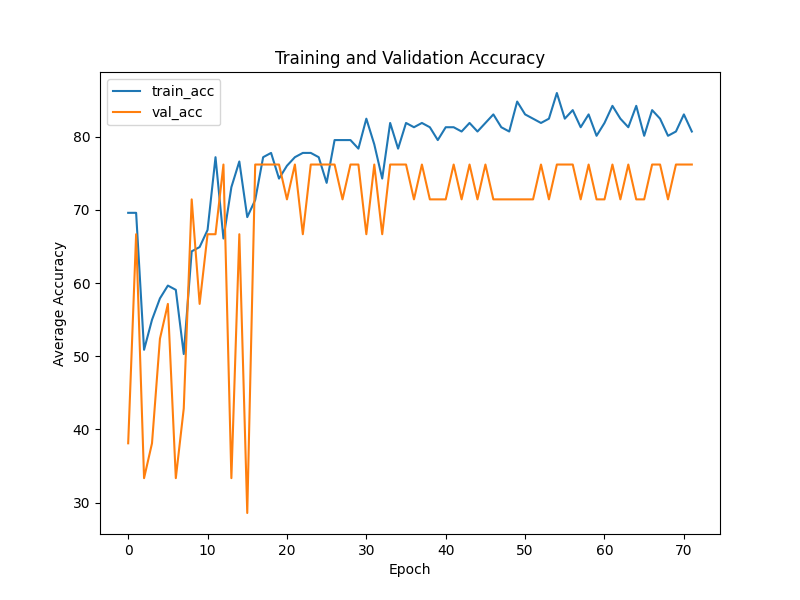 Training and Validation Accuracy
train_acc
val_acc
80
70
60
50
40
30
Average Accuracy
0 10 20 30 40 50 60 70
Epoch